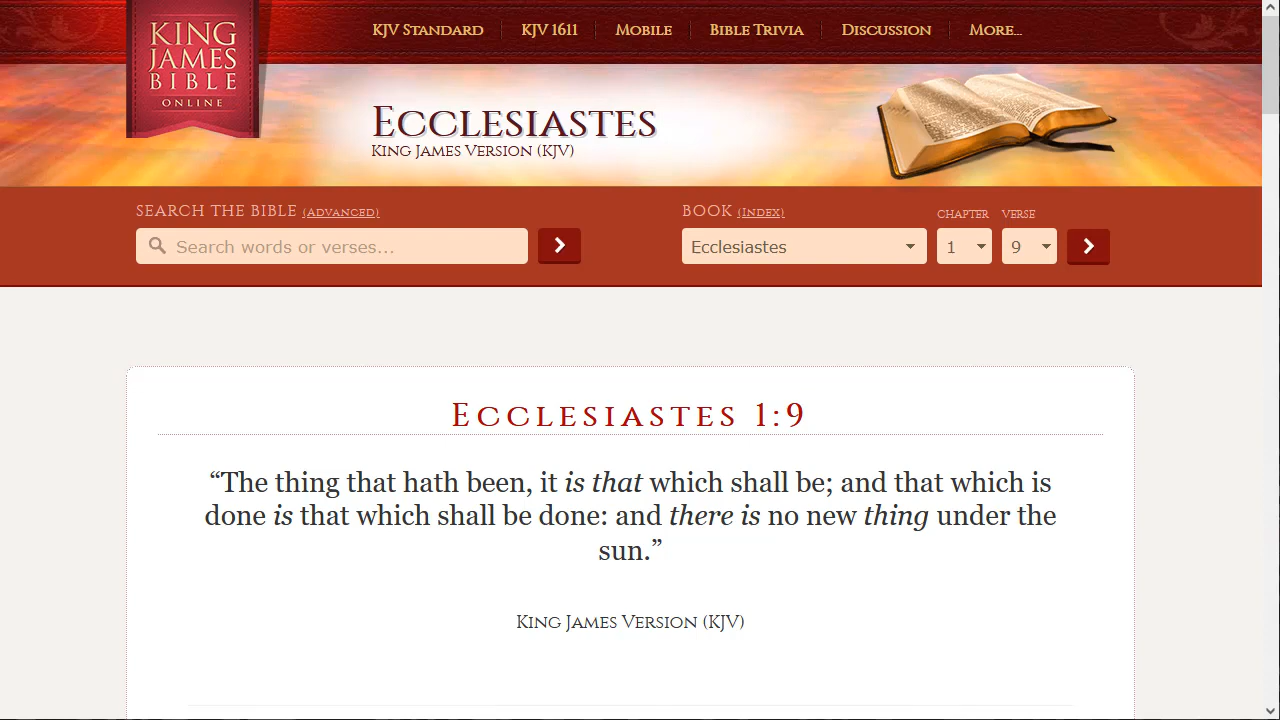 KING
JAMES
BIBLE
ONLINE
KJV Standard KJV 1611 Mobile Bible Trivia Discussion More...
Ecclesiastes
King James Version (KJV)
SEARCH THE BIBLE (Advanced)
BOOK (Index) CHAPTER VERSE
Search words or verses...
Ecclesiastes 1 9
Ecclesiastes 1:9
“The thing that hath been, it is that which shall be; and that which is
done is that which shall be done: and there is no new thing under the
sun.”
King James Version (KJV)